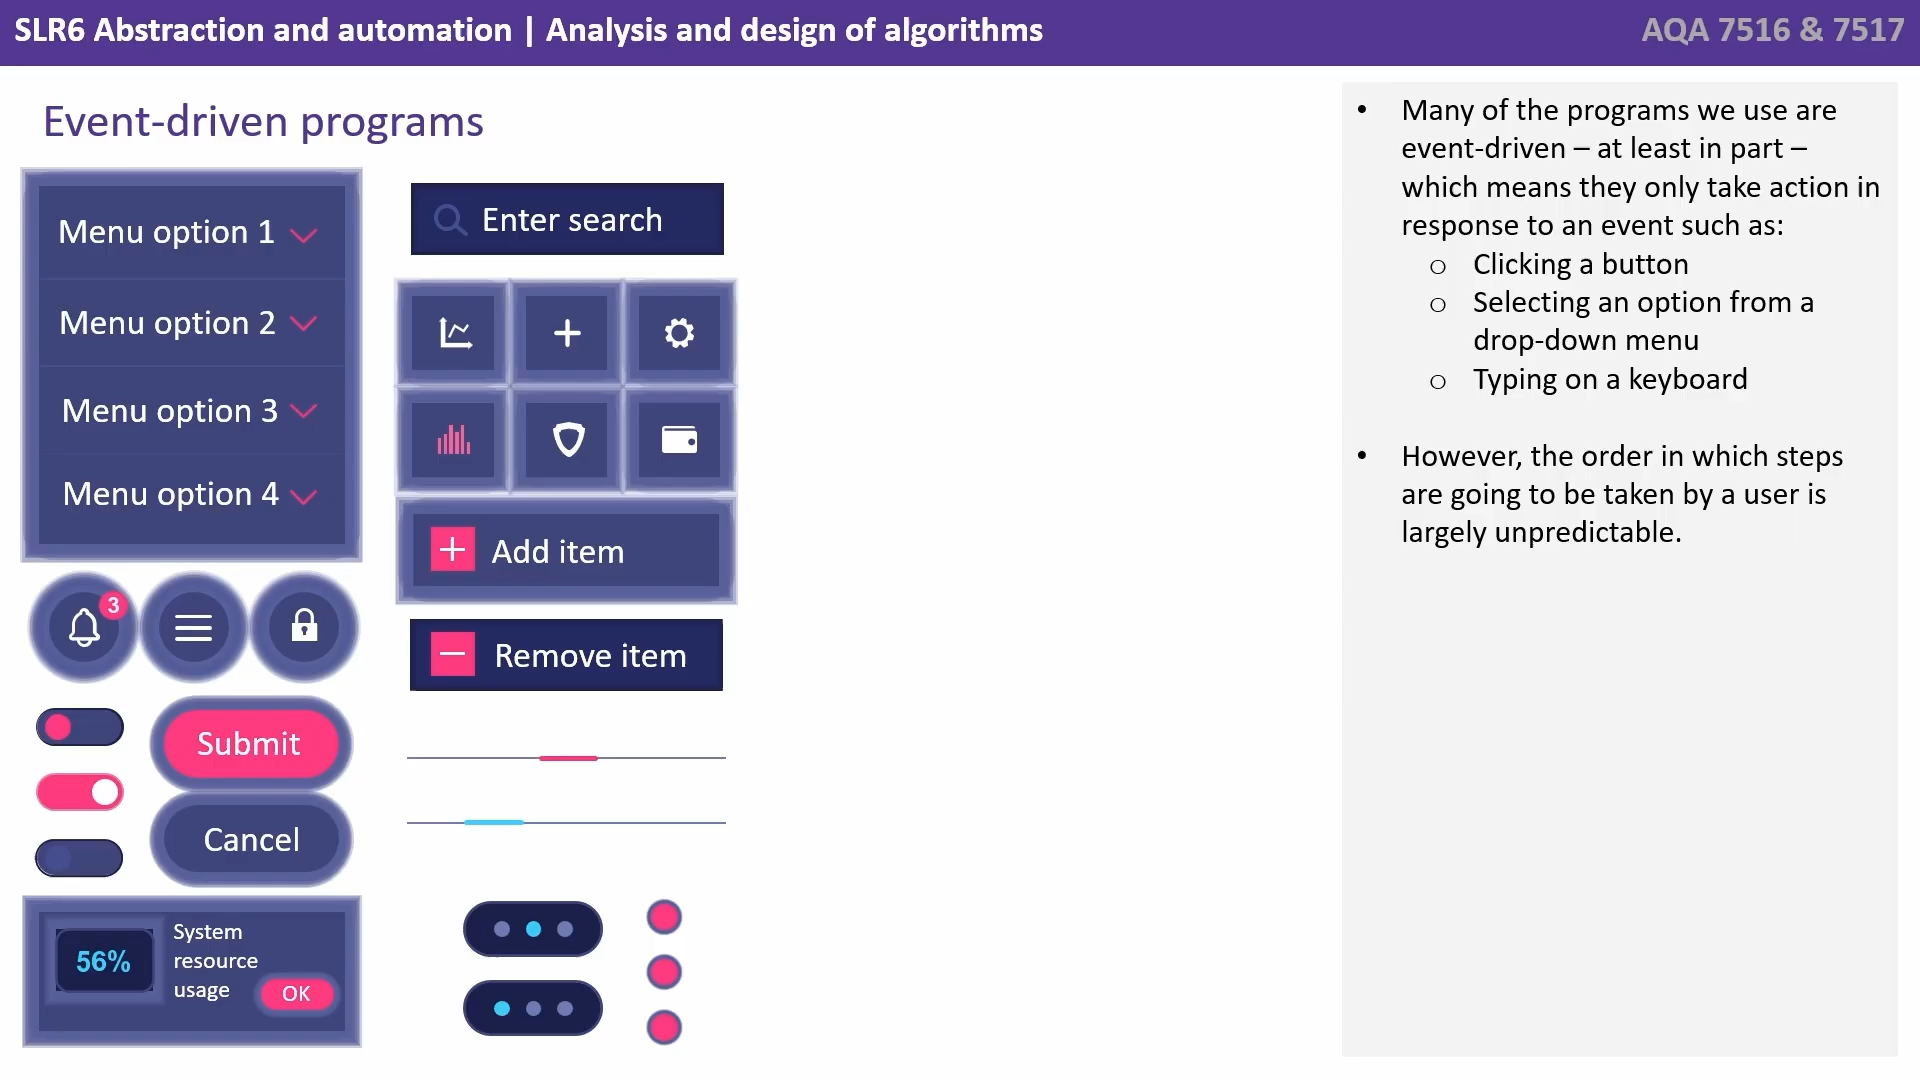 SLR6 Abstraction and automation | Analysis and design of algorithms
AQA 7516 & 7517
Event-driven programs
Menu option 1
Menu option 2
Menu option 3
Menu option 4
3
Submit
Cancel
56%
System
resource
usage
OK
Enter search
Add item
Remove item
• Many of the programs we use are
event-driven – at least in part –
which means they only take action in
response to an event such as:
o Clicking a button
o Selecting an option from a
drop-down menu
o Typing on a keyboard
• However, the order in which steps
are going to be taken by a user is
largely unpredictable.